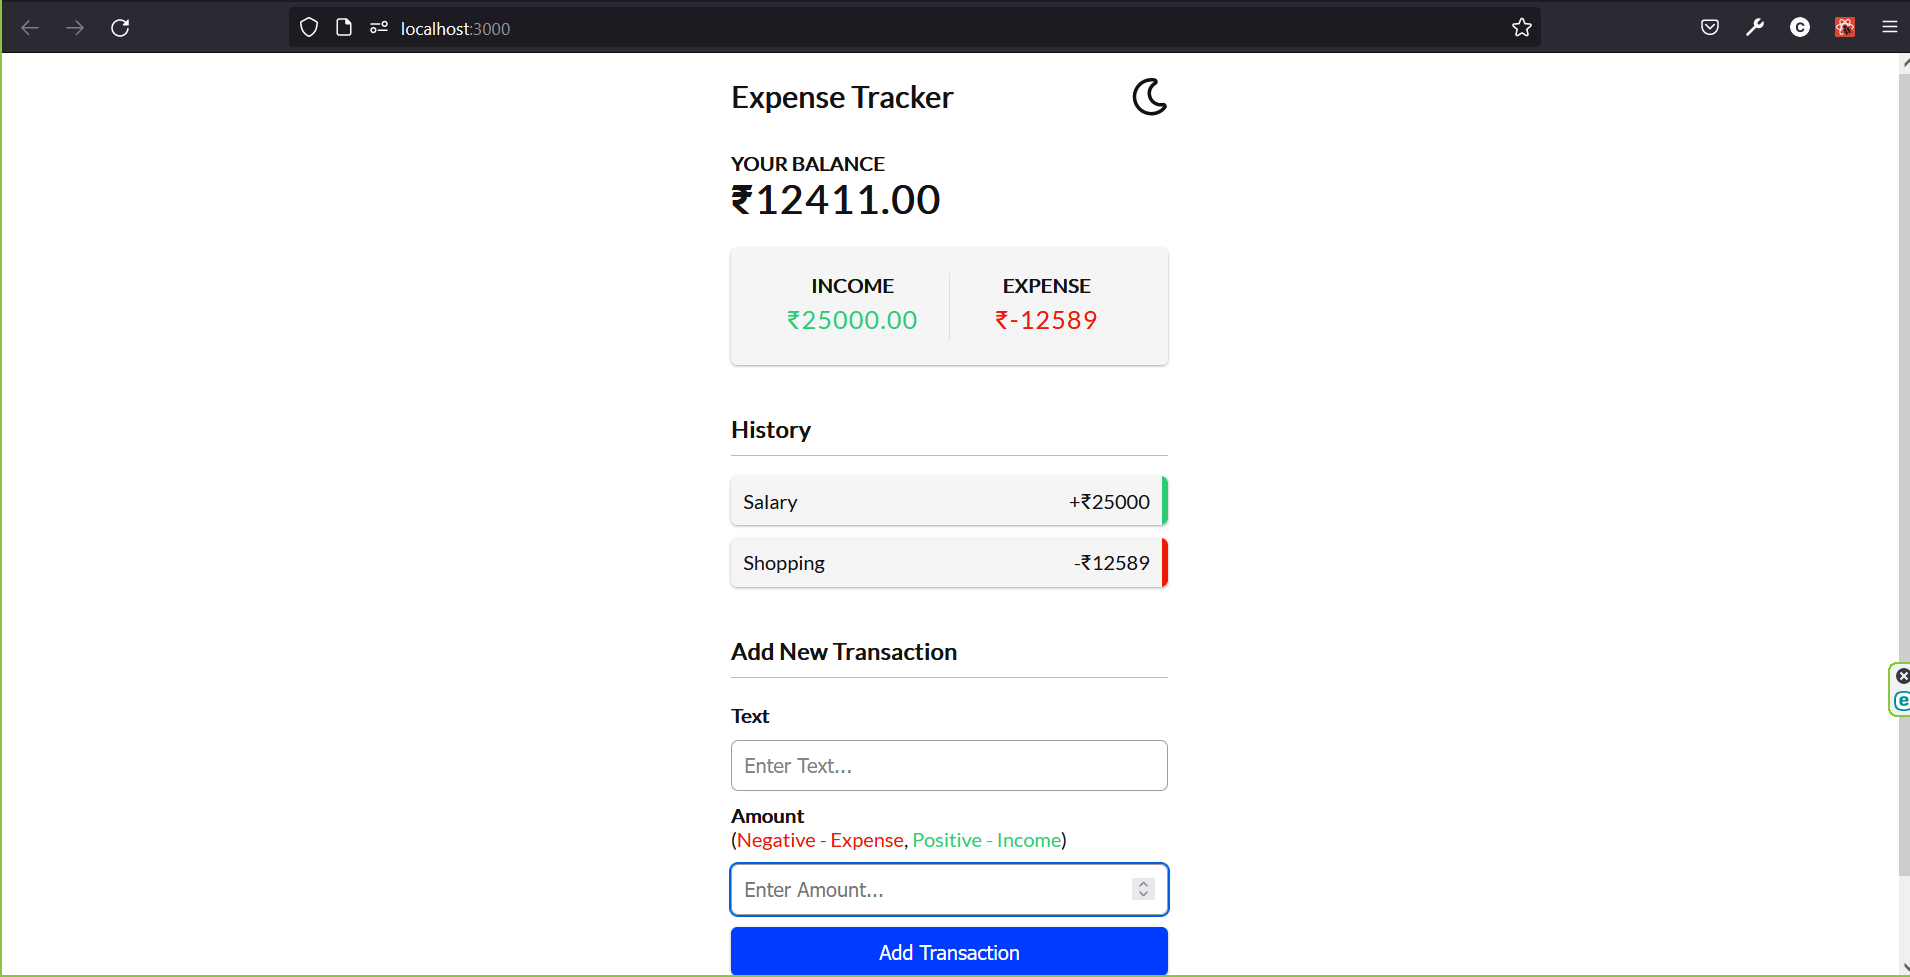 localhost:3000
Expense Tracker
YOUR BALANCE
₹12411.00
INCOME EXPENSE
₹25000.00 ₹-12589
History
Salary +₹25000
Shopping -₹12589
Add New Transaction
Text
Enter Text...
Amount
(Negative - Expense, Positive - Income)
Enter Amount...
Add Transaction